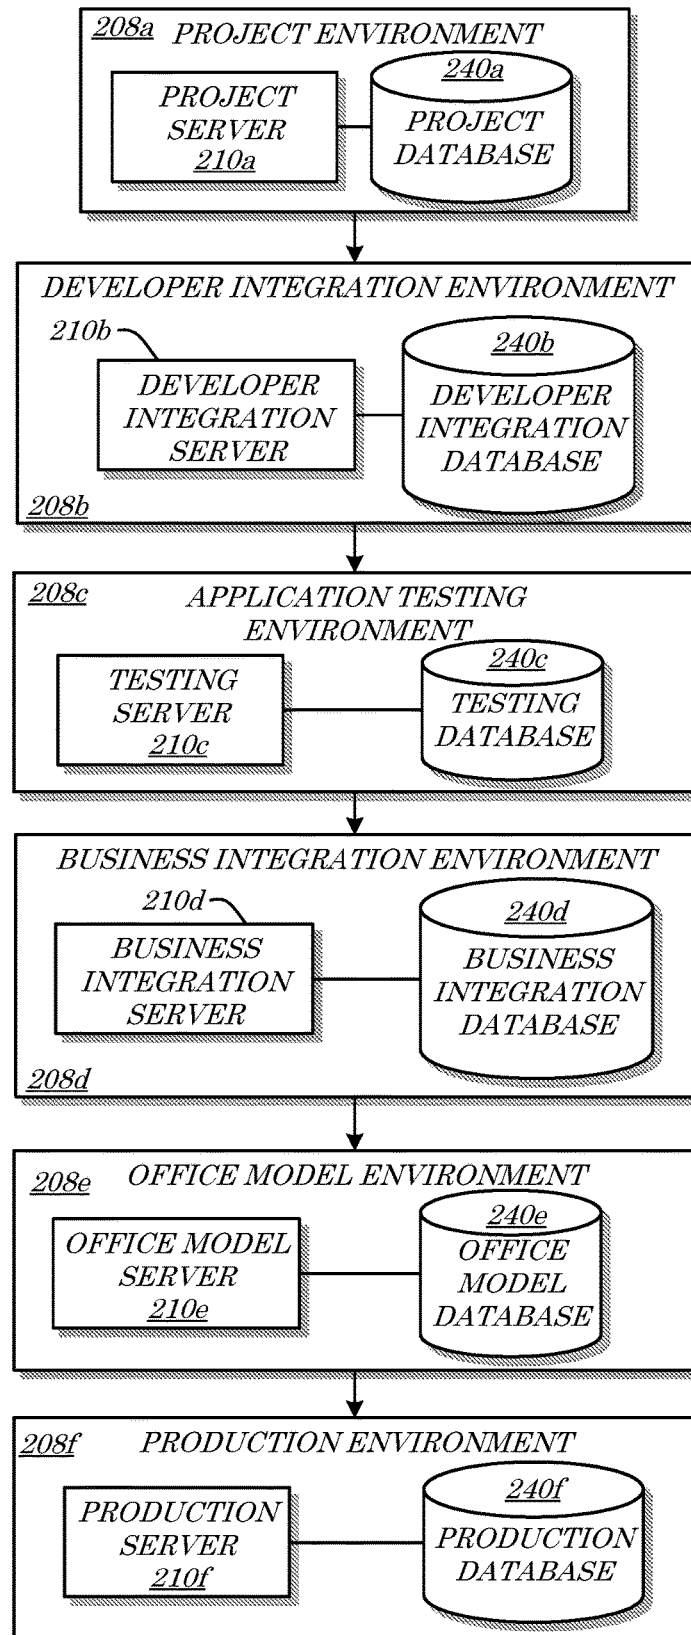 208a PROJECT ENVIRONMENT
PROJECT
SERVER
210a
240a
PROJECT
DATABASE
DEVELOPER INTEGRATION ENVIRONMENT
210b
DEVELOPER
INTEGRATION
SERVER
240b
DEVELOPER
INTEGRATION
DATABASE
208b
208c
APPLICATION TESTING
ENVIRONMENT
TESTING
SERVER
210c
240c
TESTING
DATABASE
BUSINESS INTEGRATION ENVIRONMENT
210d
BUSINESS
INTEGRATION
SERVER
240d
BUSINESS
INTEGRATION
DATABASE
208d
208e
OFFICE MODEL ENVIRONMENT
OFFICE MODEL
SERVER
210e
240e
OFFICE
MODEL
DATABASE
208f
PRODUCTION ENVIRONMENT
PRODUCTION
SERVER
210f
240f
PRODUCTION
DATABASE